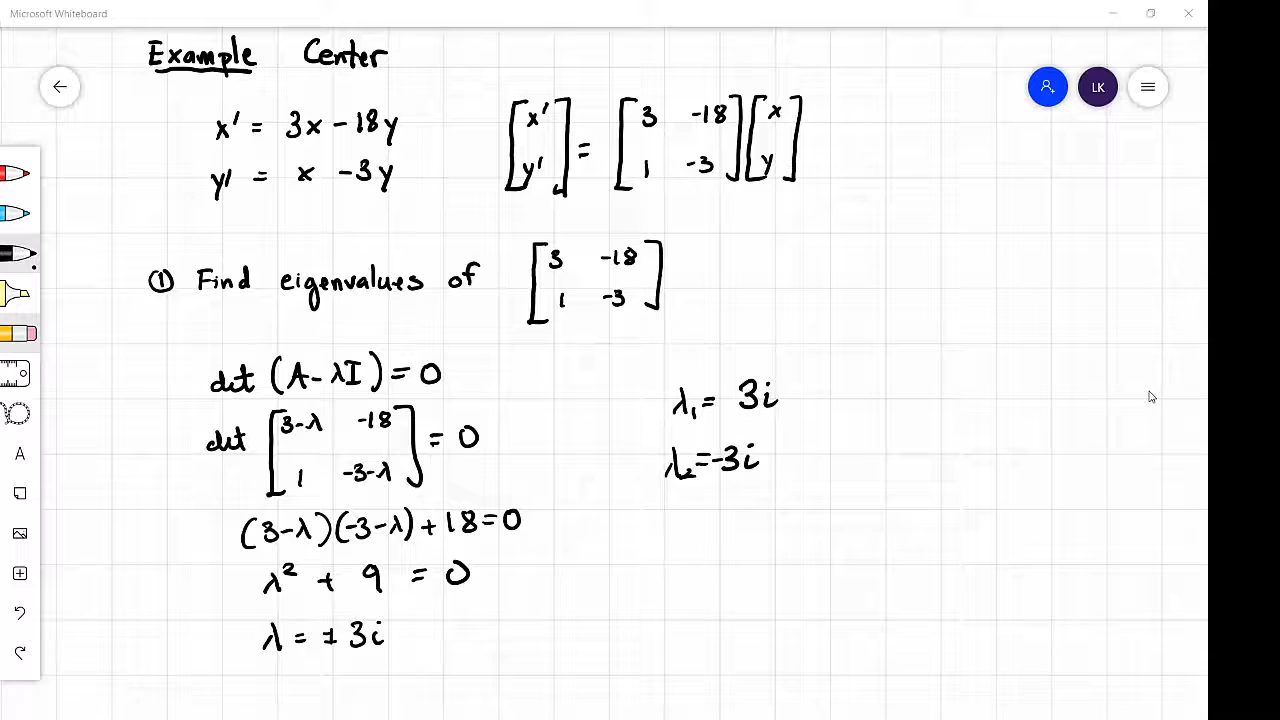 Microsoft Whiteboard
Example Center
LK
x' = 3x - 18y
y' = x - 3y
[x' y'] = [3 -18 1 -3] [x y]
① Find eigenvalues of [3 -18 1 -3]
det (A - λI) = 0
det [3-λ -18 1 -3-λ] = 0
(3-λ)(-3-λ) + 18 = 0
λ² + 9 = 0
λ = ± 3i
λ₁ = 3i
λ₂ = -3i
A